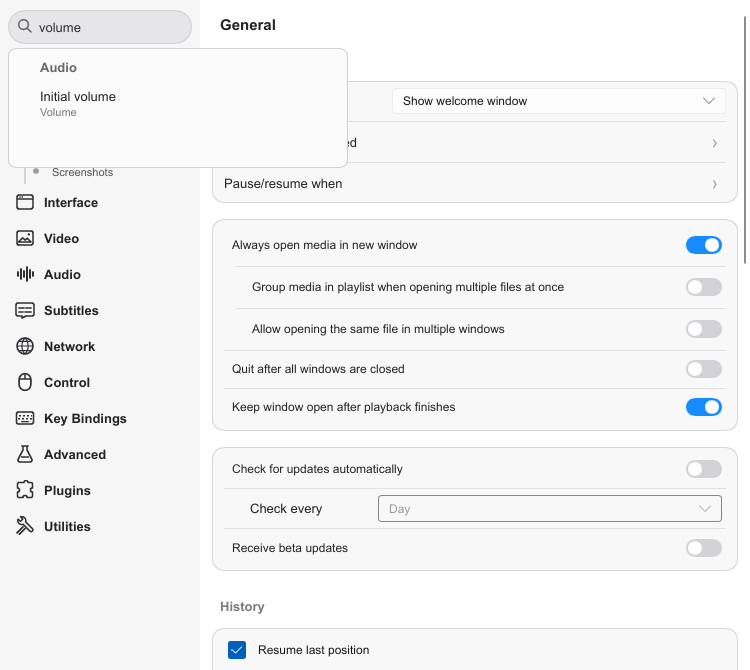 volume
Audio
Initial volume
Volume
Screenshots
Interface
Video
Audio
Subtitles
Network
Control
Key Bindings
Advanced
Plugins
Utilities
General
Show welcome window
Pause/resume when
Always open media in new window
Group media in playlist when opening multiple files at once
Allow opening the same file in multiple windows
Quit after all windows are closed
Keep window open after playback finishes
Check for updates automatically
Check every
Day
Receive beta updates
History
Resume last position